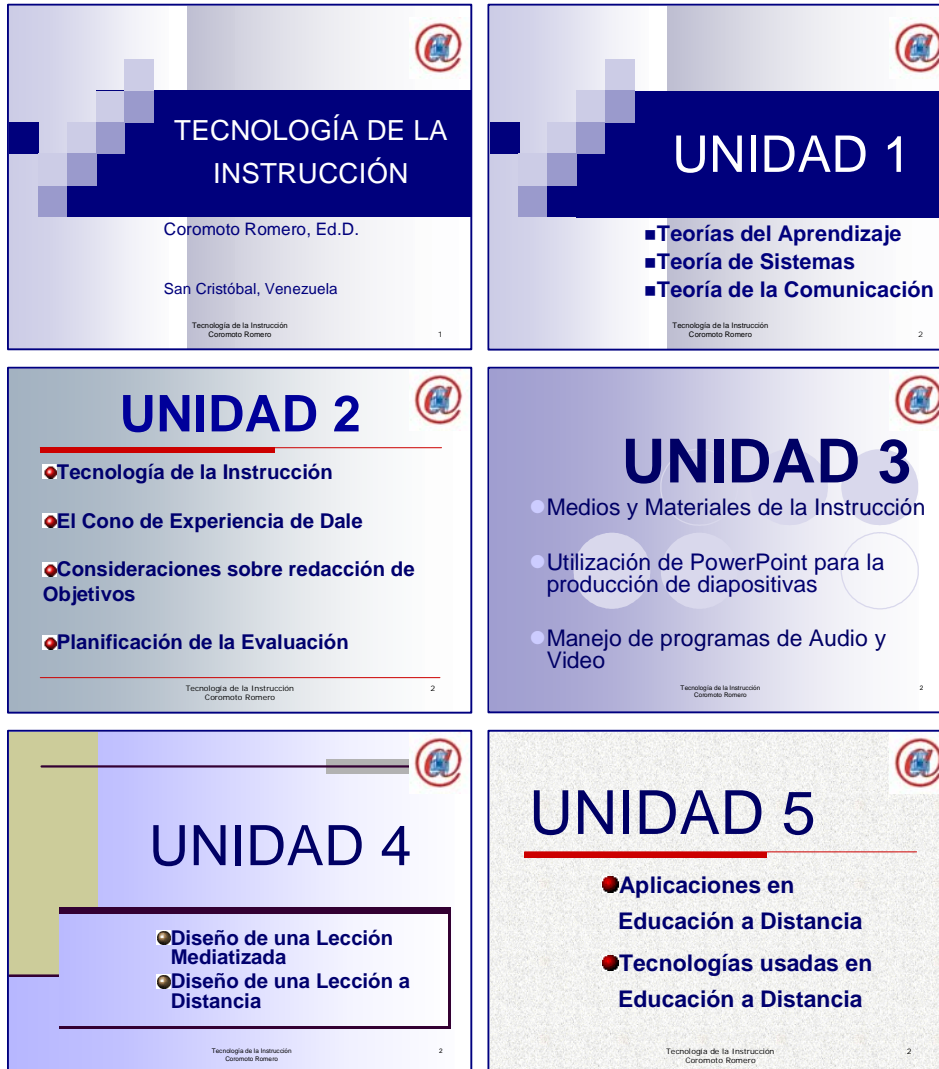 TECNOLOGÍA DE LA
INSTRUCCIÓN
Coromoto Romero, Ed.D.
San Cristóbal, Venezuela
Tecnología de la Instrucción
Coromoto Romero
1
UNIDAD 1
Teorías del Aprendizaje
Teoría de Sistemas
Teoría de la Comunicación
Tecnología de la Instrucción
Coromoto Romero
2
UNIDAD 2
Tecnología de la Instrucción
El Cono de Experiencia de Dale
Consideraciones sobre redacción de
Objetivos
Planificación de la Evaluación
Tecnología de la Instrucción
Coromoto Romero
2
UNIDAD 3
Medios y Materiales de la Instrucción
Utilización de PowerPoint para la
producción de diapositivas
Manejo de programas de Audio y
Video
Tecnología de la Instrucción
Coromoto Romero
2
UNIDAD 4
Diseño de una Lección
Mediatizada
Diseño de una Lección a
Distancia
Tecnología de la Instrucción
Coromoto Romero
2
UNIDAD 5
Aplicaciones en
Educación a Distancia
Tecnologías usadas en
Educación a Distancia
Tecnología de la Instrucción
Coromoto Romero
2